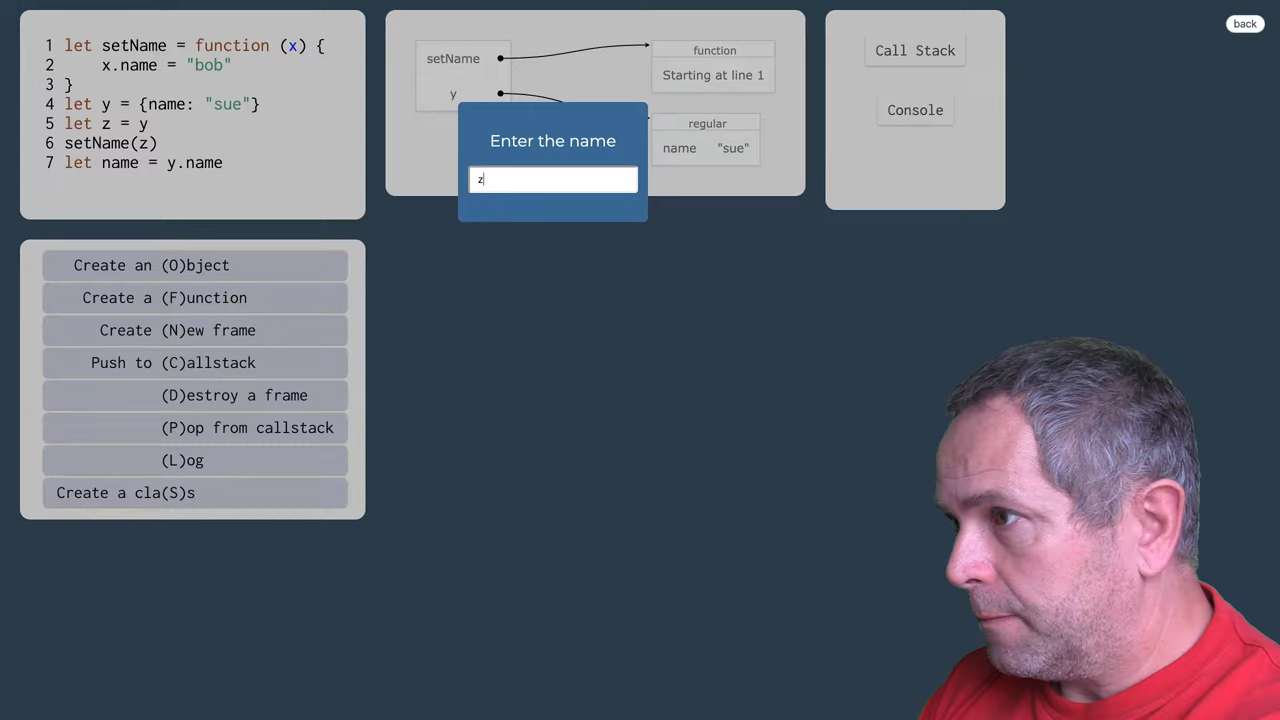 back
1 let setName = function (x) {
2 x.name = "bob"
3 }
4 let y = {name: "sue"}
5 let z = y
6 setName(z)
7 let name = y.name
setName
y
function
Starting at line 1
regular
name "sue"
Enter the name
z
Call Stack
Console
Create an (O)bject
Create a (F)unction
Create (N)ew frame
Push to (C)allstack
(D)estroy a frame
(P)op from callstack
(L)og
Create a cla(S)s